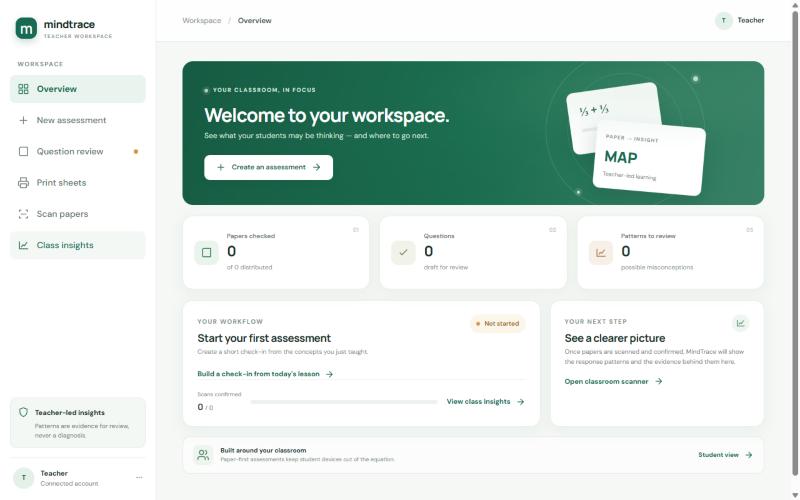 m
mindtrace
TEACHER WORKSPACE
WORKSPACE
Overview
New assessment
Question review
Print sheets
Scan papers
Class insights
Teacher-led insights
Patterns are evidence for review,
never a diagnosis.
T
Teacher
Connected account
...
Workspace / Overview
T Teacher
YOUR CLASSROOM, IN FOCUS
Welcome to your workspace.
See what your students may be thinking — and where to go next.
+ Create an assessment →
⅓ + ⅓
PAPER → INSIGHT
MAP
Teacher-led learning
Papers checked
01
0
of 0 distributed
Questions
02
0
draft for review
Patterns to review
03
0
possible misconceptions
YOUR WORKFLOW
Not started
Start your first assessment
Create a short check-in from the concepts you just taught.
Build a check-in from today's lesson →
Scans confirmed
0 / 0
View class insights →
YOUR NEXT STEP
See a clearer picture
Once papers are scanned and confirmed, MindTrace will show
the response patterns and the evidence behind them here.
Open classroom scanner →
Built around your classroom
Paper-first assessments keep student devices out of the equation.
Student view →